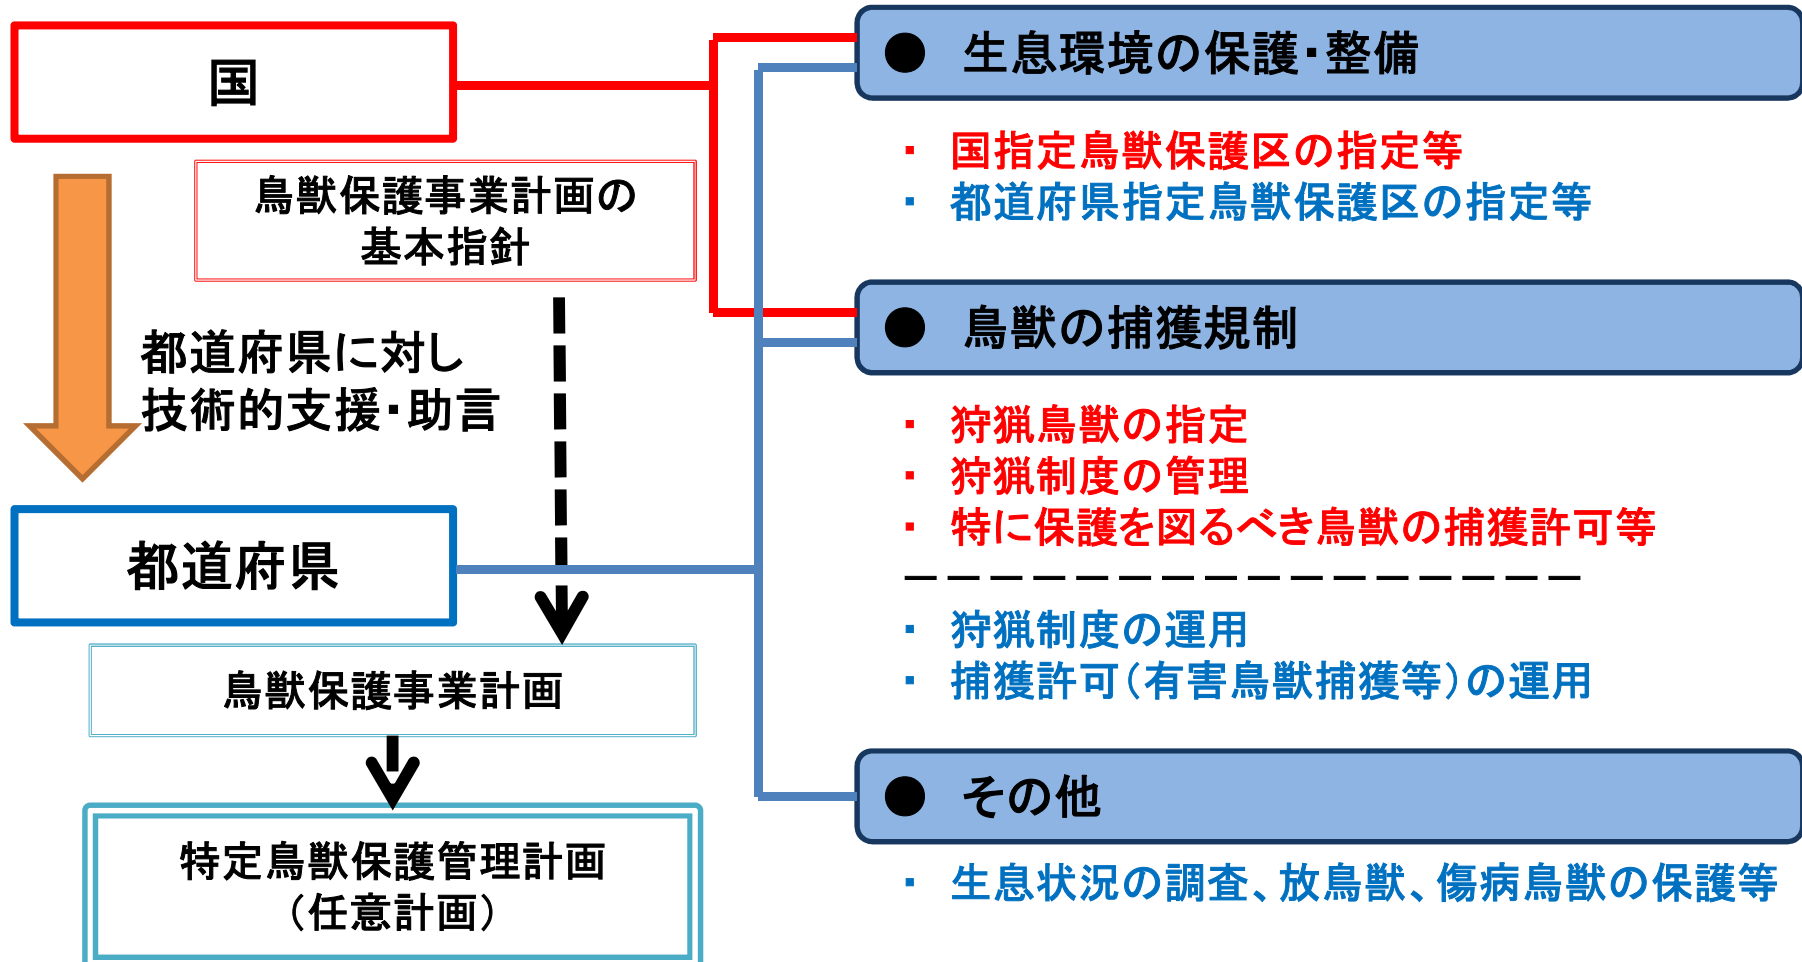 国
鳥獣保護事業計画の
基本指針
都道府県に対し
技術的支援・助言
都道府県
鳥獣保護事業計画
特定鳥獣保護管理計画
（任意計画）
● 生息環境の保護・整備
・ 国指定鳥獣保護区の指定等
・ 都道府県指定鳥獣保護区の指定等
● 鳥獣の捕獲規制
・ 狩猟鳥獣の指定
・ 狩猟制度の管理
・ 特に保護を図るべき鳥獣の捕獲許可等
・ 狩猟制度の運用
・ 捕獲許可（有害鳥獣捕獲等）の運用
● その他
・ 生息状況の調査、放鳥獣、傷病鳥獣の保護等